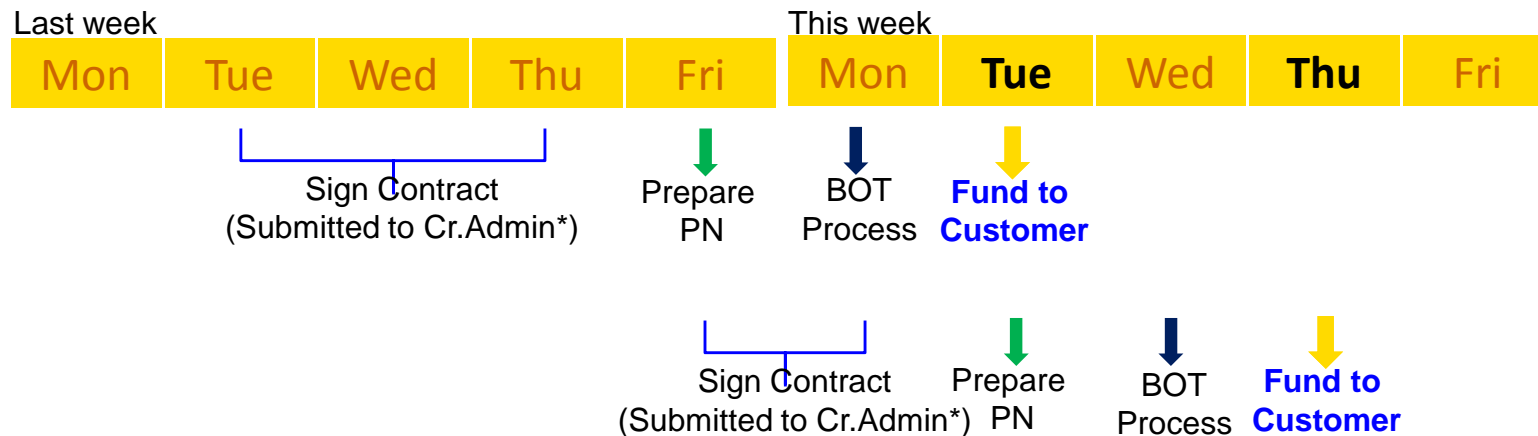 Last week
This week
Mon Tue Wed Thu Fri Mon Tue Wed Thu Fri
Sign Contract
(Submitted to Cr.Admin*)
Prepare
PN
BOT
Process
Fund to
Customer
Sign Contract
(Submitted to Cr.Admin*)
Prepare
PN
BOT
Process
Fund to
Customer